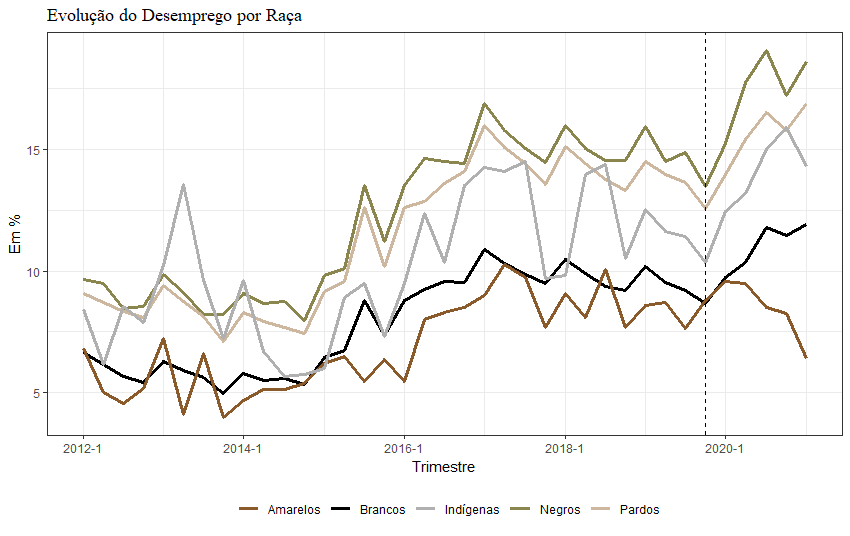 Evolução do Desemprego por Raça
Em %
15
10
5
2012-1 2014-1 2016-1 2018-1 2020-1
Trimestre
Amarelos Brancos Indígenas Negros Pardos